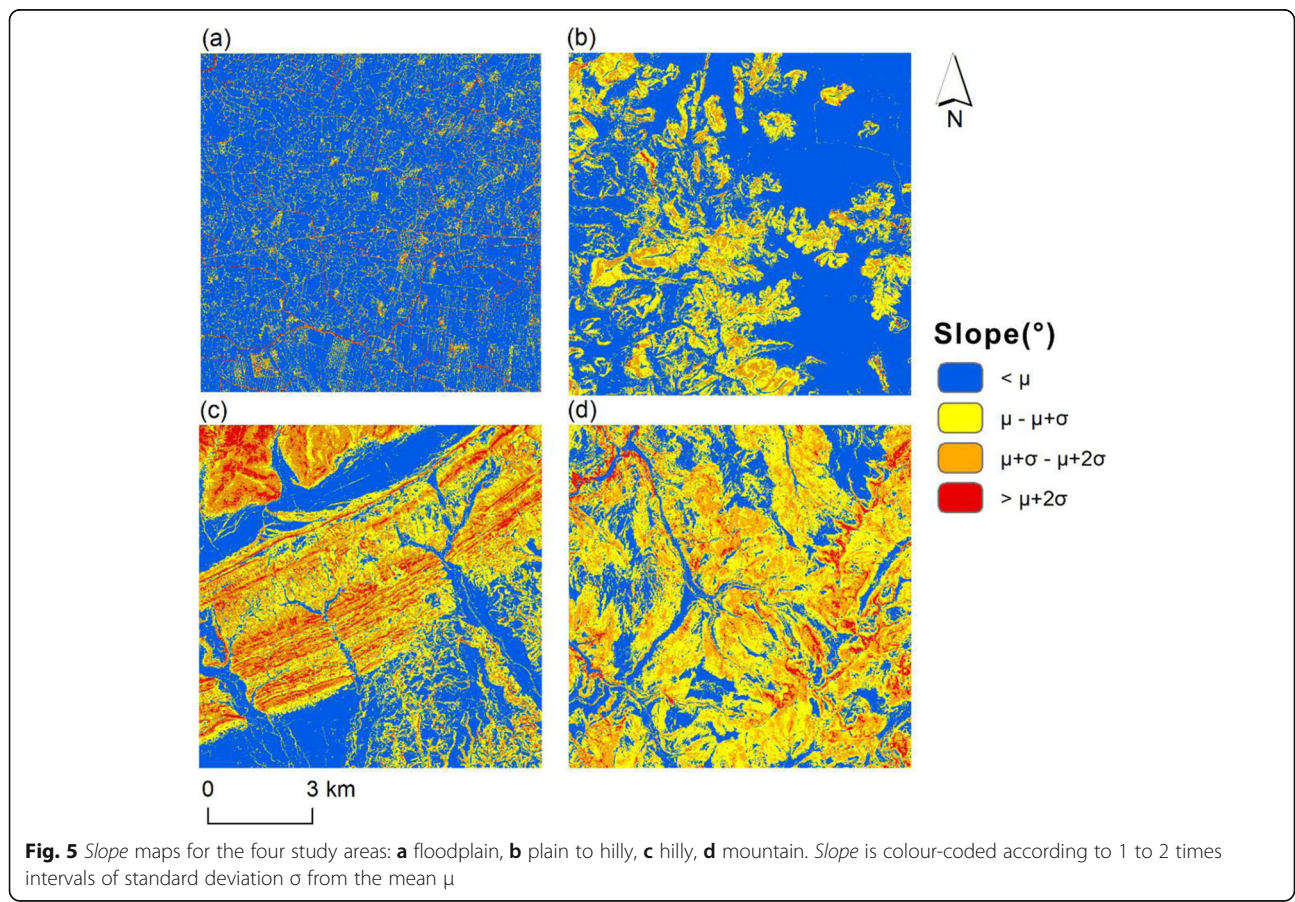 (a)
(b)
N
Slope(°)
< μ
μ - μ+σ
μ+σ - μ+2σ
> μ+2σ
(c)
(d)
0 3 km
Fig. 5 Slope maps for the four study areas: a floodplain, b plain to hilly, c hilly, d mountain. Slope is colour-coded according to 1 to 2 times
intervals of standard deviation σ from the mean μ